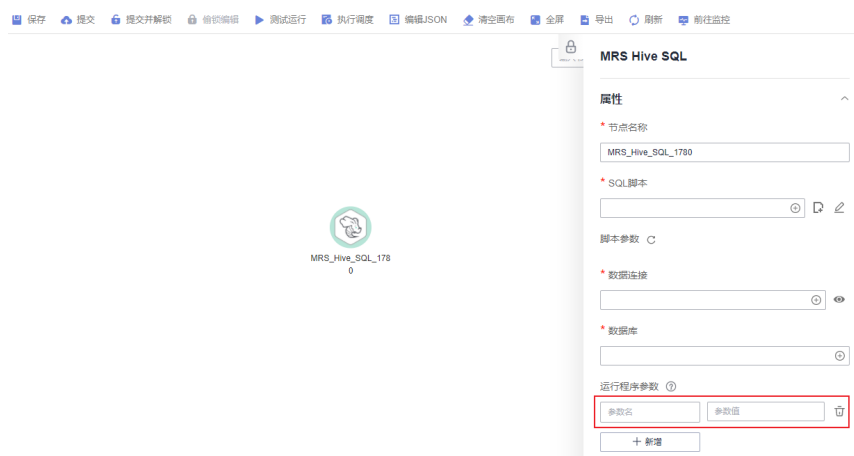 保存 提交 提交并解锁 偷锁编辑 测试运行 执行调度 编辑JSON 清空画布 全屏 导出 刷新 前往监控
MRS Hive SQL
属性
* 节点名称
MRS_Hive_SQL_1780
* SQL脚本
脚本参数
MRS_Hive_SQL_178
0
* 数据连接
* 数据库
运行程序参数
参数名 参数值
新增